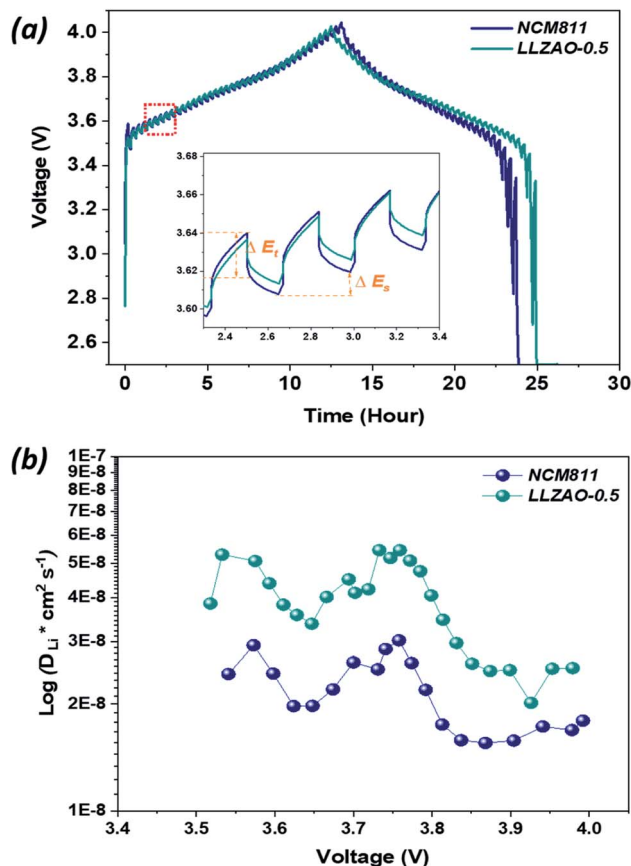 (a)
NCM811
LLZAO-0.5
Voltage (V)
4.0
3.8
3.6
3.4
3.2
3.0
2.8
2.6
3.68
3.66
3.64
3.62
3.60
Δ E_t
Δ E_s
2.4 2.6 2.8 3.0 3.2 3.4
0 5 10 15 20 25 30
Time (Hour)
(b)
NCM811
LLZAO-0.5
Log (D_Li * cm² s⁻¹)
1E-7
9E-8
8E-8
7E-8
6E-8
5E-8
4E-8
3E-8
2E-8
1E-8
3.4 3.5 3.6 3.7 3.8 3.9 4.0
Voltage (V)